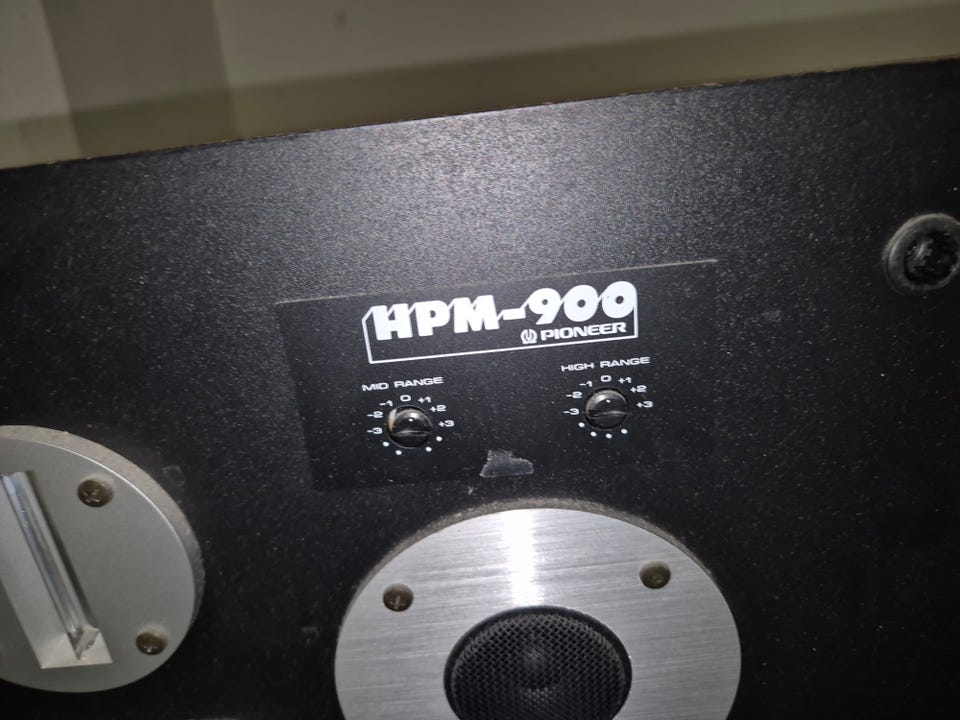 HPM-900
PIONEER
MID RANGE
-3 -2 -1 0 +1 +2 +3
HIGH RANGE
-3 -2 -1 0 +1 +2 +3